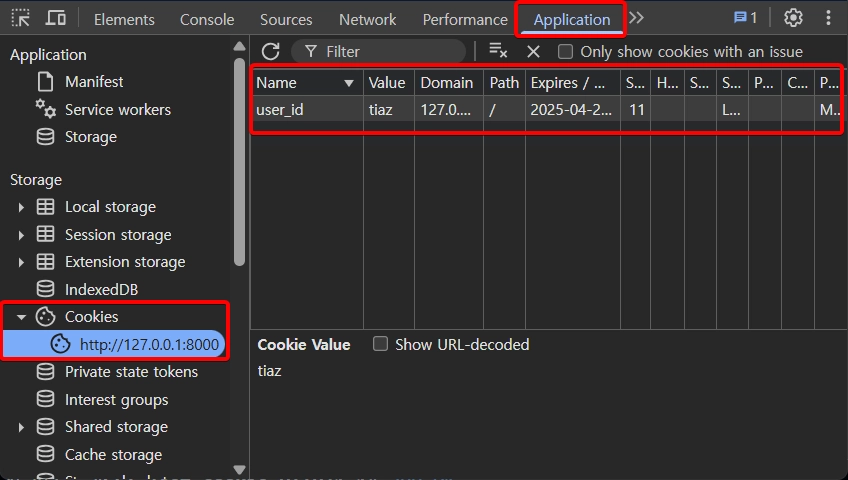 Elements Console Sources Network Performance Application 1
Application
Manifest
Service workers
Storage
Storage
Local storage
Session storage
Extension storage
IndexedDB
Cookies
http://127.0.0.1:8000
Private state tokens
Interest groups
Shared storage
Cache storage
Filter Only show cookies with an issue
Name Value Domain Path Expires / ... S... H... S... S... P... C... P...
user_id tiaz 127.0.... / 2025-04-2... 11 L... M...
Cookie Value Show URL-decoded
tiaz